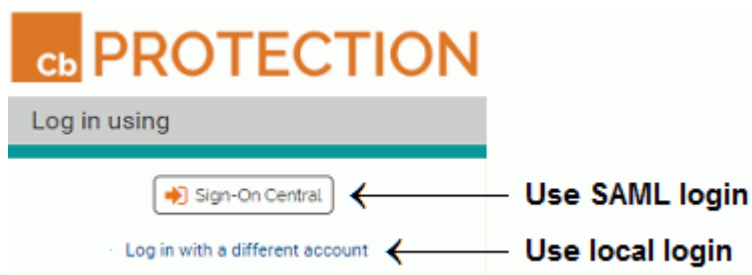 Cb PROTECTION
Log in using
Sign-On Central
Use SAML login
Log in with a different account
Use local login